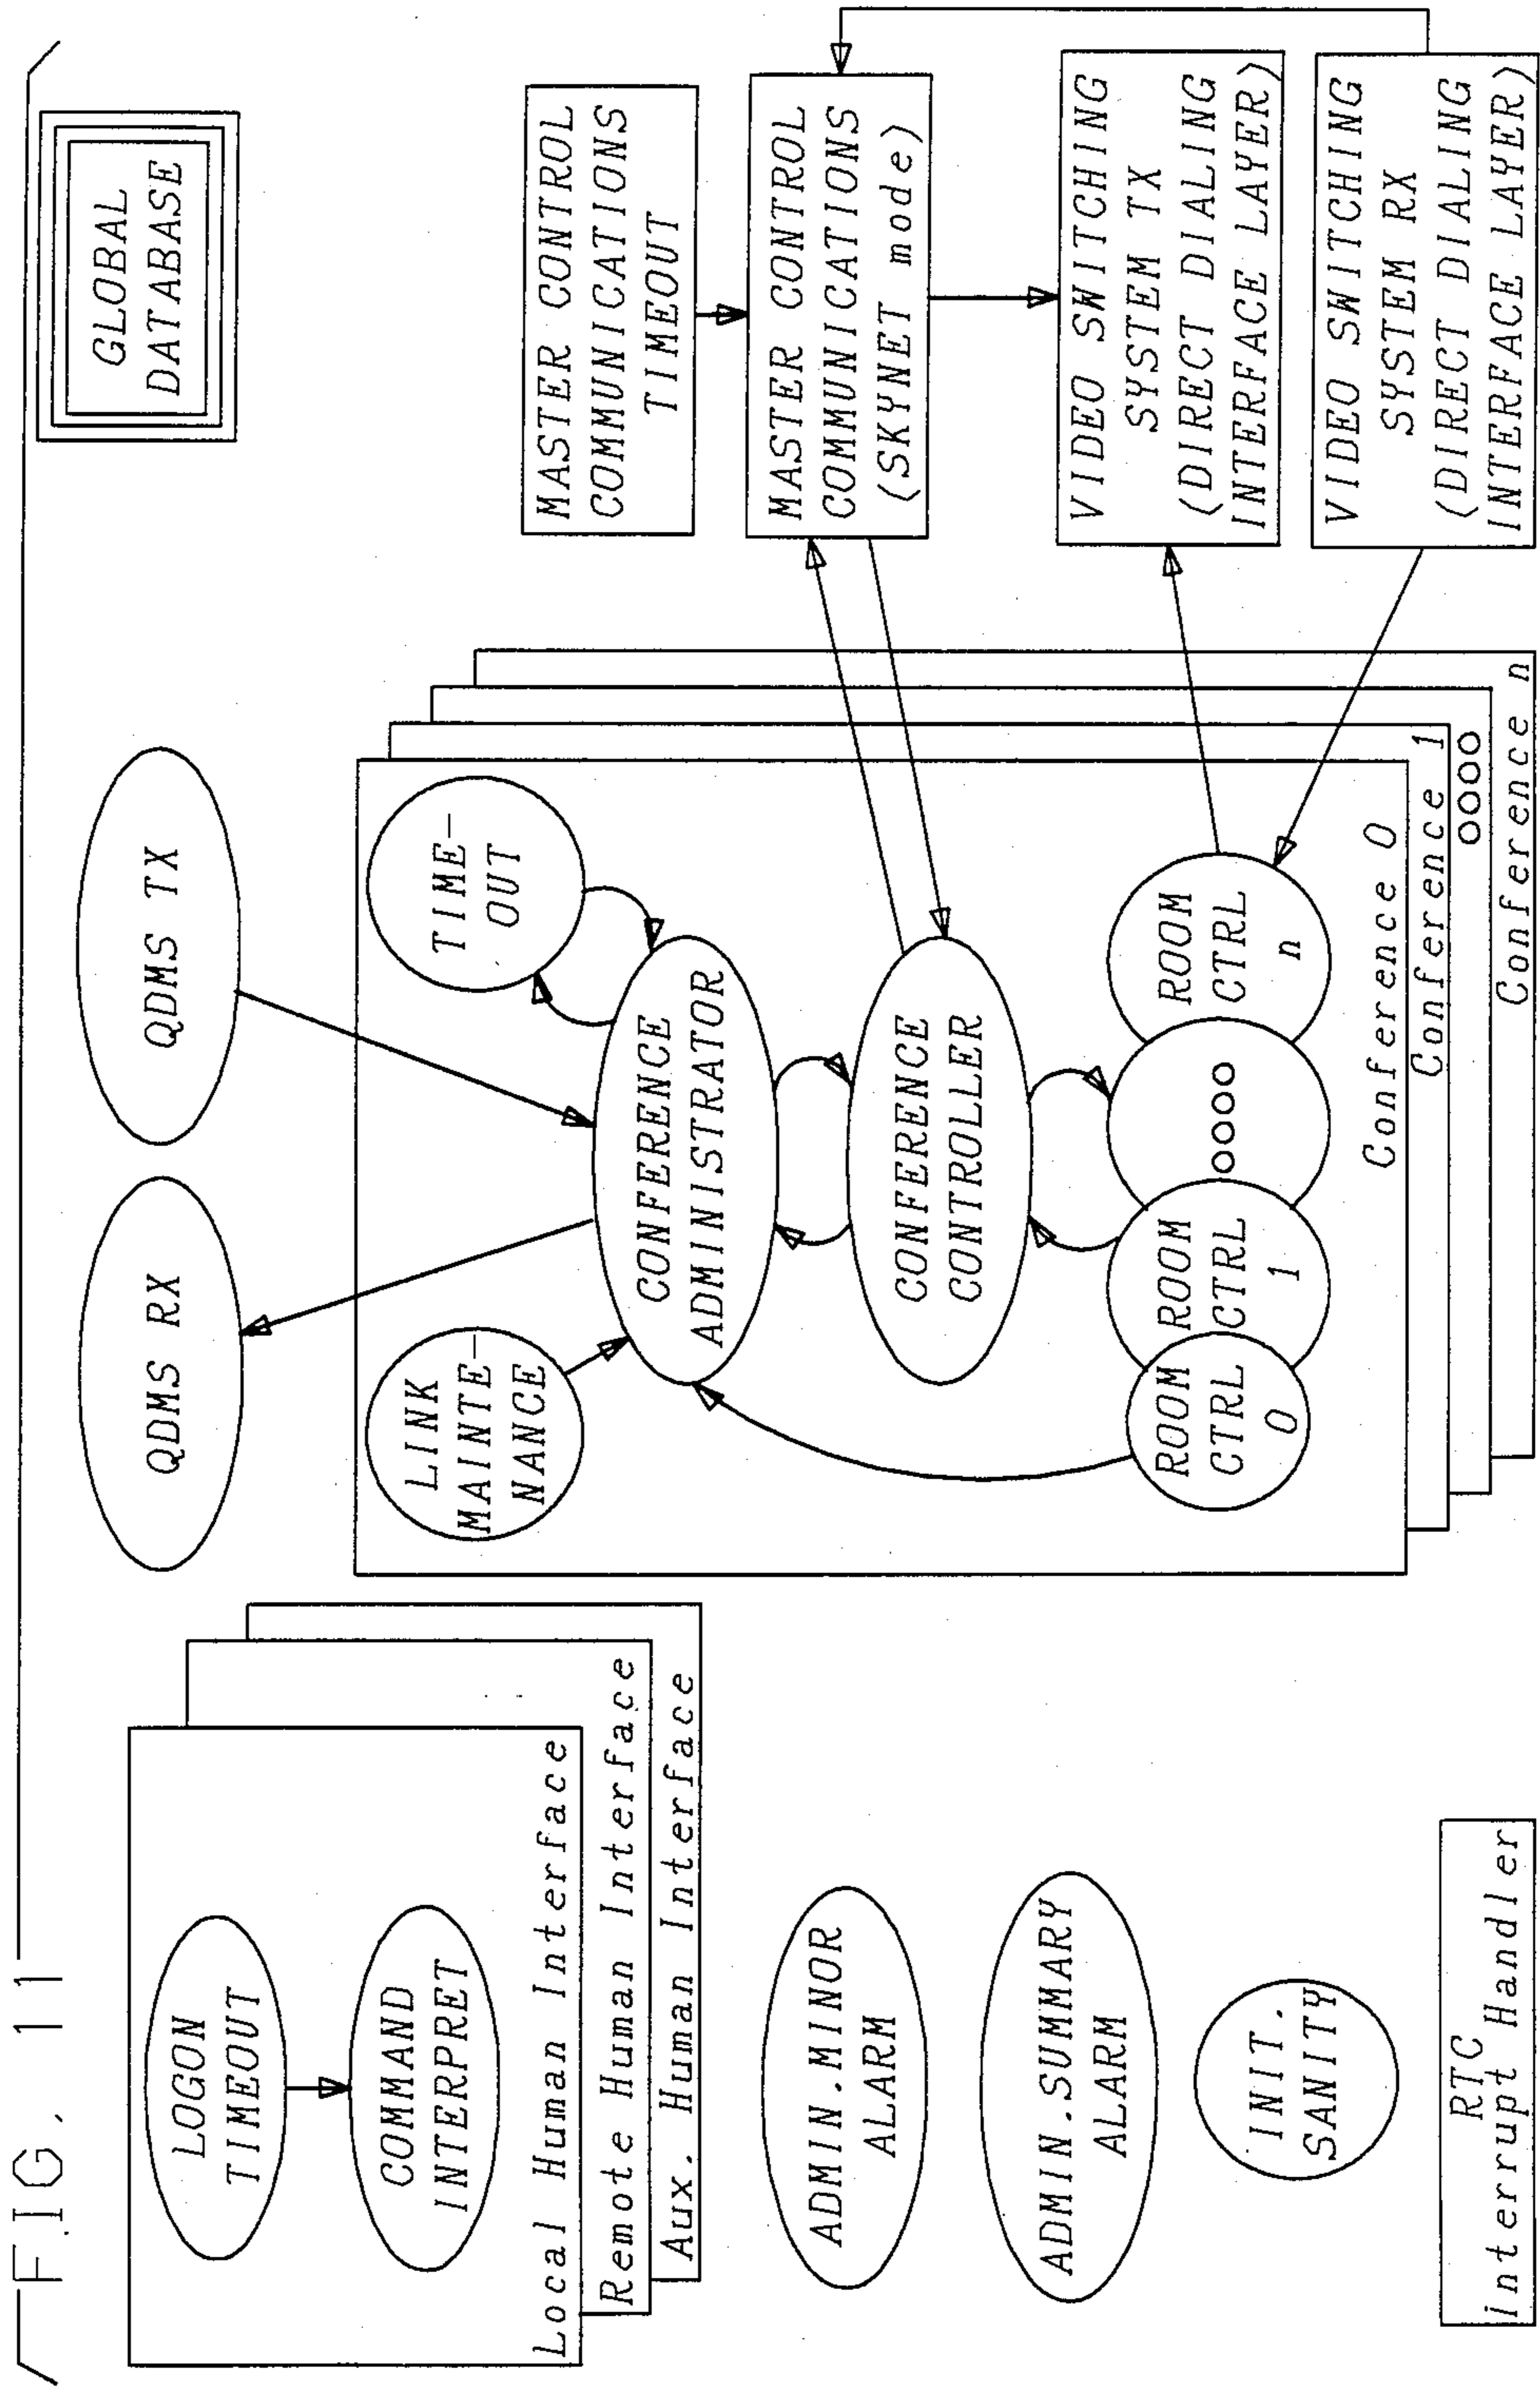 FIG. 11
LOGON
TIMEOUT
COMMAND
INTERPRET
Local Human Interface
Remote Human Interface
Aux. Human Interface
ADMIN.MINOR
ALARM
ADMIN.SUMMARY
ALARM
INIT.
SANITY
RTC
interrupt Handler
QDMS RX
QDMS TX
LINK
MAINTE-
NANCE
TIME-
OUT
CONFERENCE
ADMINISTRATOR
CONFERENCE
CONTROLLER
ROOM
CTRL
0
ROOM
CTRL
1
oooo
ROOM
CTRL
n
Conference 0
Conference 1
oooo
Conference n
GLOBAL
DATABASE
MASTER CONTROL
COMMUNICATIONS
TIMEOUT
MASTER CONTROL
COMMUNICATIONS
(SKYNET mode)
VIDEO SWITCHING
SYSTEM TX
(DIRECT DIALING
INTERFACE LAYER)
VIDEO SWITCHING
SYSTEM RX
(DIRECT DIALING
INTERFACE LAYER)